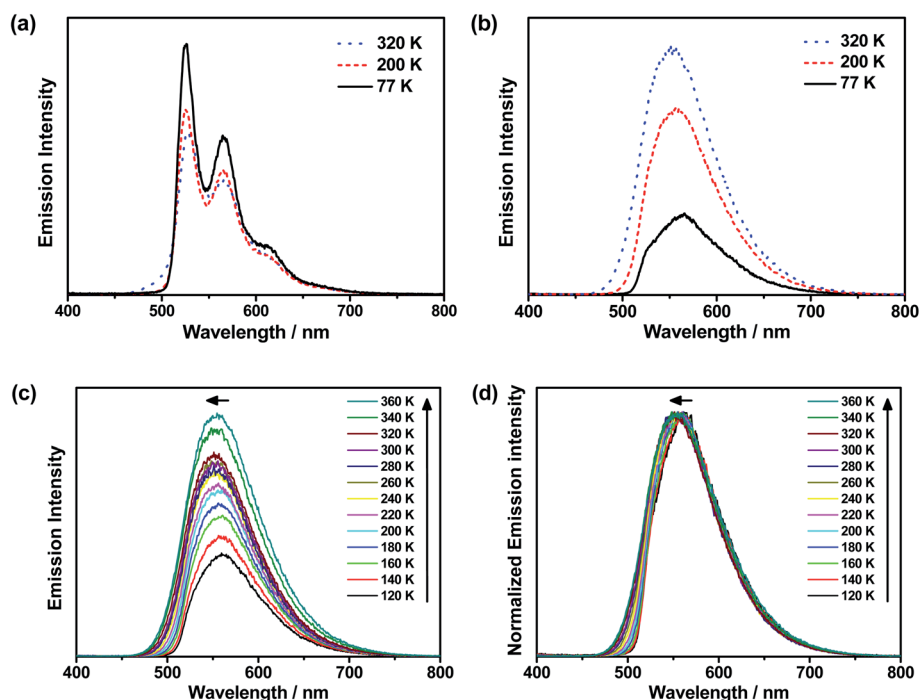 (a)
320 K
200 K
77 K
Emission Intensity
400 500 600 700 800
Wavelength / nm
(b)
320 K
200 K
77 K
Emission Intensity
400 500 600 700 800
Wavelength / nm
(c)
360 K
340 K
320 K
300 K
280 K
260 K
240 K
220 K
200 K
180 K
160 K
140 K
120 K
Emission Intensity
400 500 600 700 800
Wavelength / nm
(d)
360 K
340 K
320 K
300 K
280 K
260 K
240 K
220 K
200 K
180 K
160 K
140 K
120 K
Normalized Emission intensity
400 500 600 700 800
Wavelength / nm